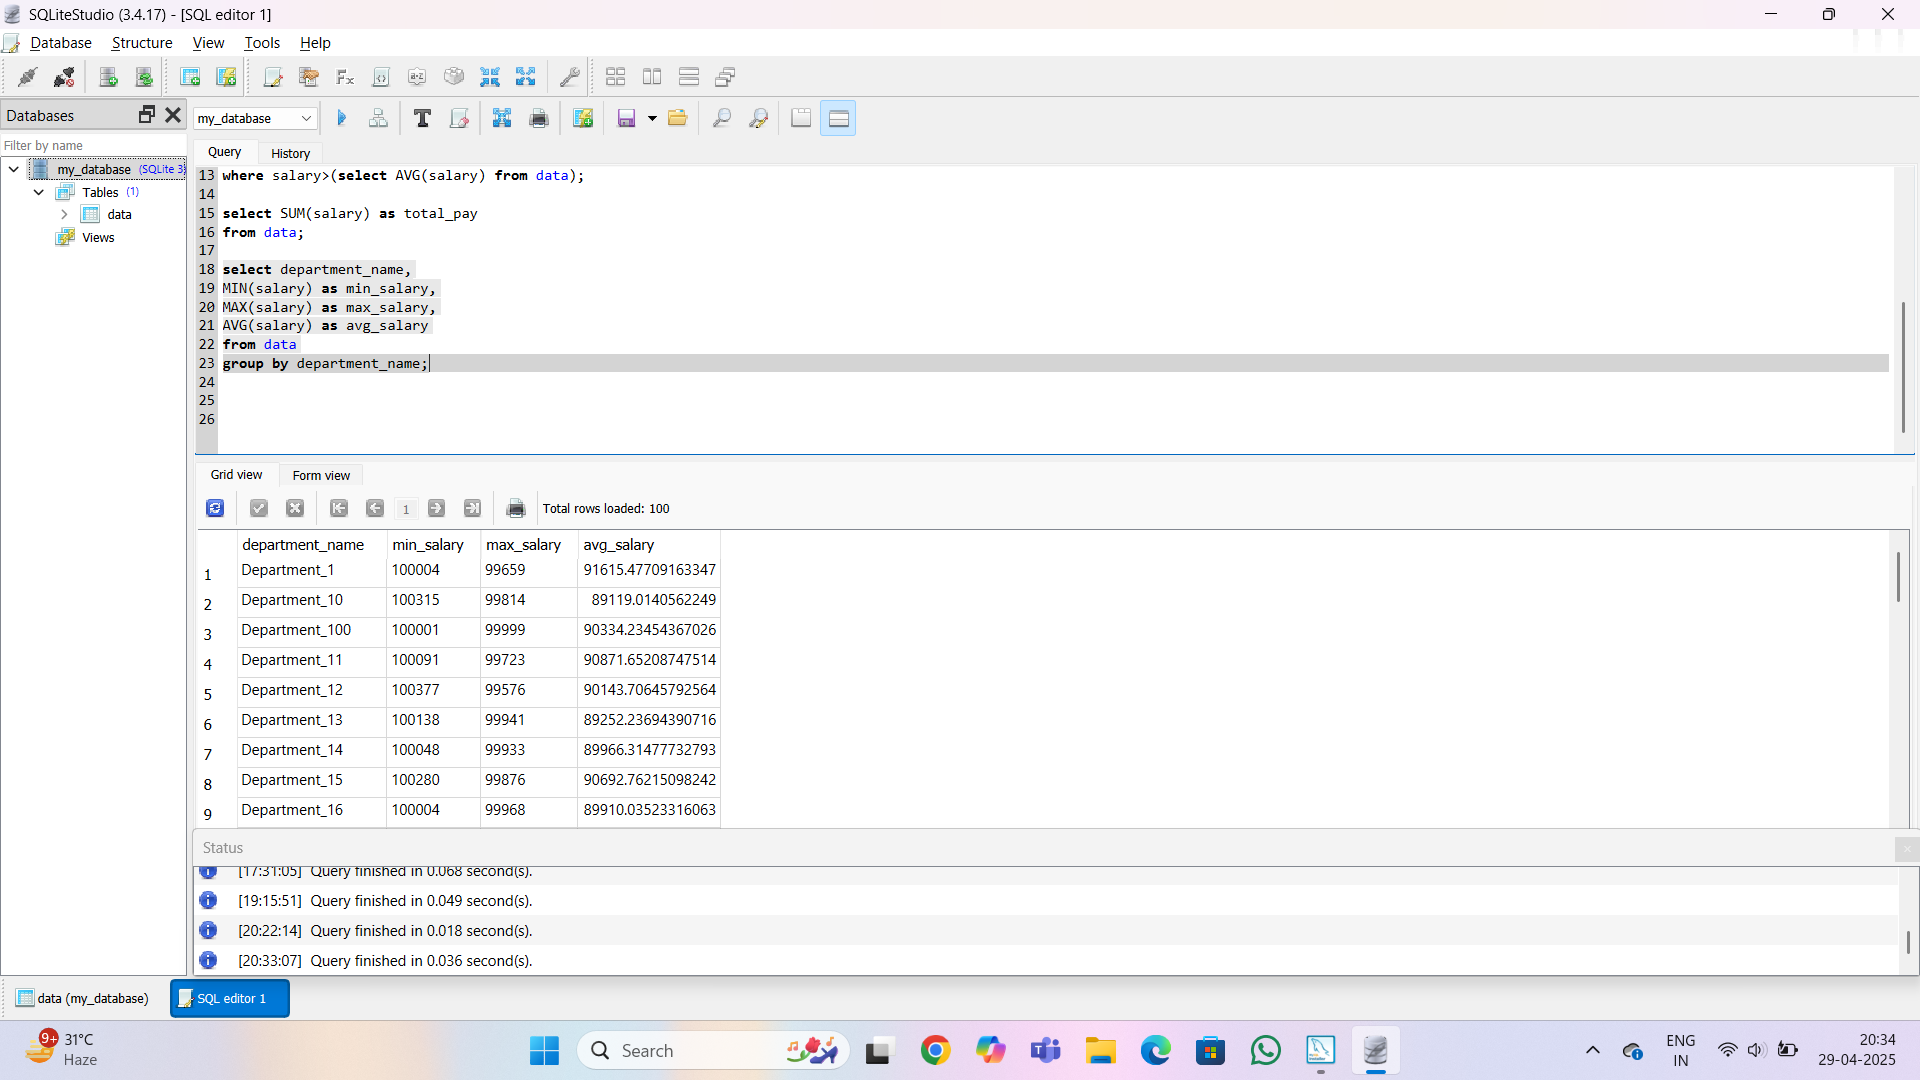 SQLiteStudio (3.4.17) - [SQL editor 1]
Database Structure View Tools Help
Databases
my_database
Filter by name
Query History
my_database (SQLite 3)
Tables (1)
data
Views
13 where salary>(select AVG(salary) from data);
14
15 select SUM(salary) as total_pay
16 from data;
17
18 select department_name,
19 MIN(salary) as min_salary,
20 MAX(salary) as max_salary,
21 AVG(salary) as avg_salary
22 from data
23 group by department_name;
24
25
26
Grid view Form view
1 Total rows loaded: 100
department_name min_salary max_salary avg_salary
1 Department_1 100004 99659 91615.47709163347
2 Department_10 100315 99814 89119.0140562249
3 Department_100 100001 99999 90334.23454367026
4 Department_11 100091 99723 90871.65208747514
5 Department_12 100377 99576 90143.70645792564
6 Department_13 100138 99941 89252.23694390716
7 Department_14 100048 99933 89966.31477732793
8 Department_15 100280 99876 90692.76215098242
9 Department_16 100004 99968 89910.03523316063
Status
[17:31:05] Query finished in 0.068 second(s).
[19:15:51] Query finished in 0.049 second(s).
[20:22:14] Query finished in 0.018 second(s).
[20:33:07] Query finished in 0.036 second(s).
data (my_database) SQL editor 1
9+ 31°C
Haze
Search
ENG
IN
20:34
29-04-2025